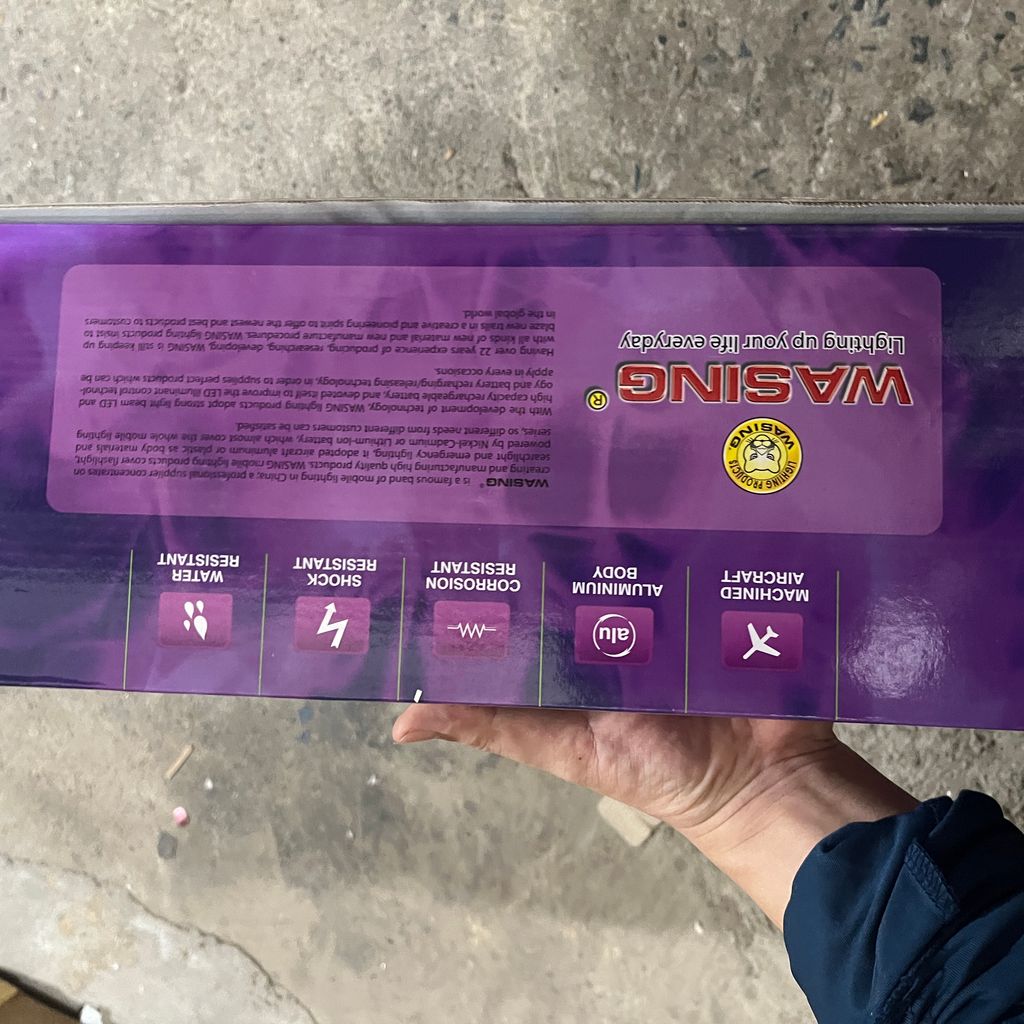 MACHINED
AIRCRAFT
alu
ALUMINIUM
BODY
CORROSION
RESISTANT
SHOCK
RESISTANT
WATER
RESISTANT
LIGHTING PRODUCTS
WASING
WASING®
Lighting up your life everyday
WASING® is a famous band of mobile lighting in China; a professional supplier concentrates on
creating and manufacturing high quality products. WASING mobile lighting products cover flashlight,
searchlight and emergency lighting, it adopted aircraft aluminum or plastic as body materials and
powered by Nickel-Cadmium or Lithium-Ion battery, which almost cover the whole mobile lighting
series, so different needs from different customers can be satisfied.
With the development of technology, WASING lighting products adopt strong light beam LED and
high capacity rechargeable battery, and devoted itself to improve the LED illuminant control technol-
ogy and battery recharging/releasing technology, in order to supplies perfect products which can be
apply in every occasions.
Having over 22 years experience of producing, researching, developing, WASING is still keeping up
with all kinds of new material and new manufacture procedures. WASING lighting products insist to
blaze new trails in a creative and pioneering spirit to offer the newest and best products to customers
in the global world.